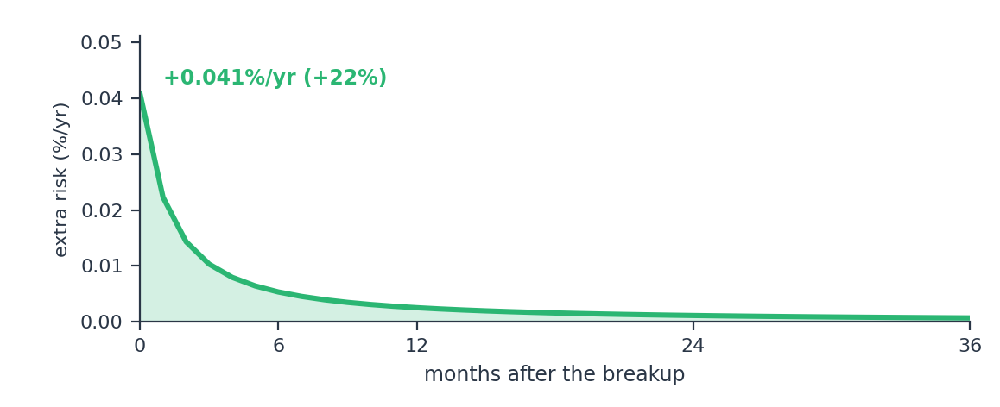 +0.041%/yr (+22%)
extra risk (%/yr)
0.05
0.04
0.03
0.02
0.01
0.00
0 6 12 24 36
months after the breakup